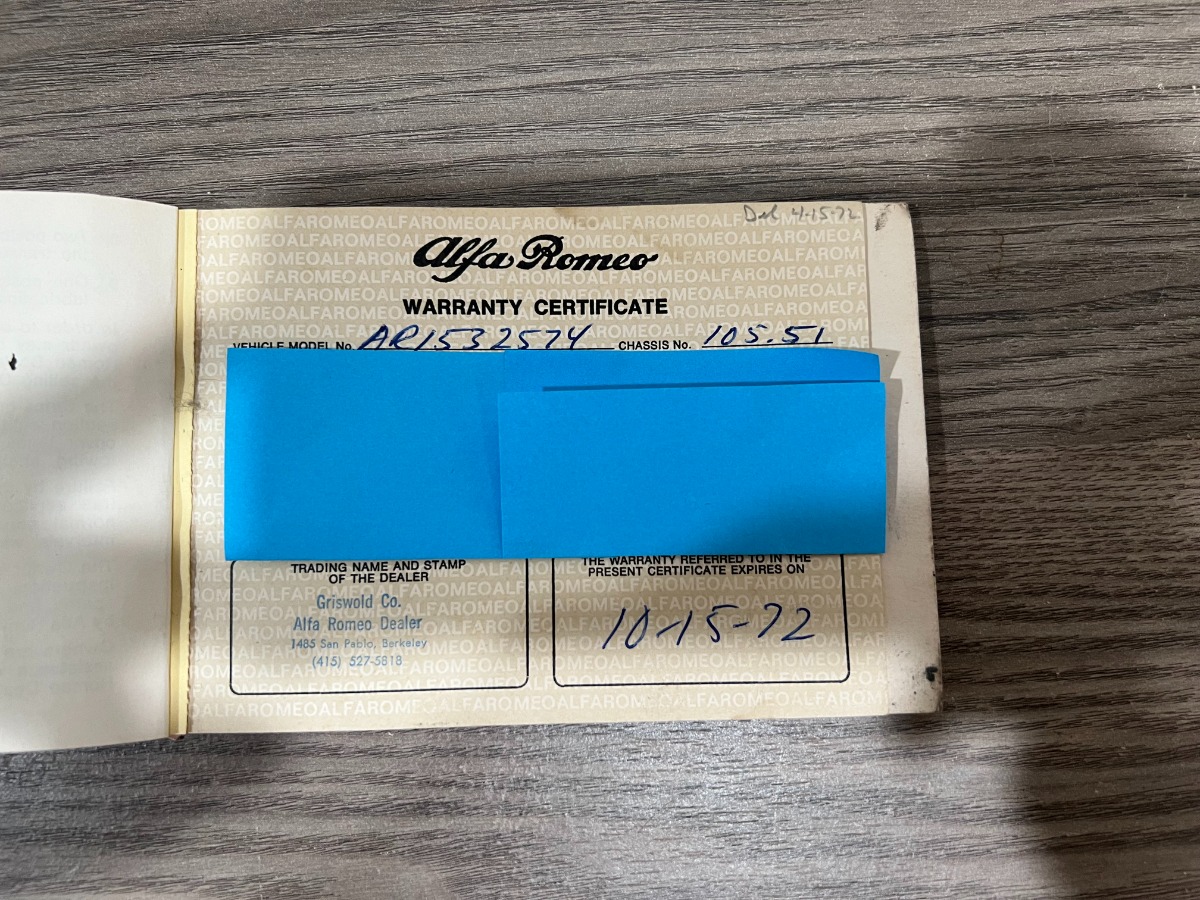 Del 4-15-72
Alfa Romeo
WARRANTY CERTIFICATE
VEHICLE MODEL No. AR1532574 CHASSIS No. 105.51
TRADING NAME AND STAMP
OF THE DEALER
Griswold Co.
Alfa Romeo Dealer
1485 San Pablo, Berkeley
(415) 527-5818
THE WARRANTY REFERRED TO IN THE
PRESENT CERTIFICATE EXPIRES ON
10-15-72